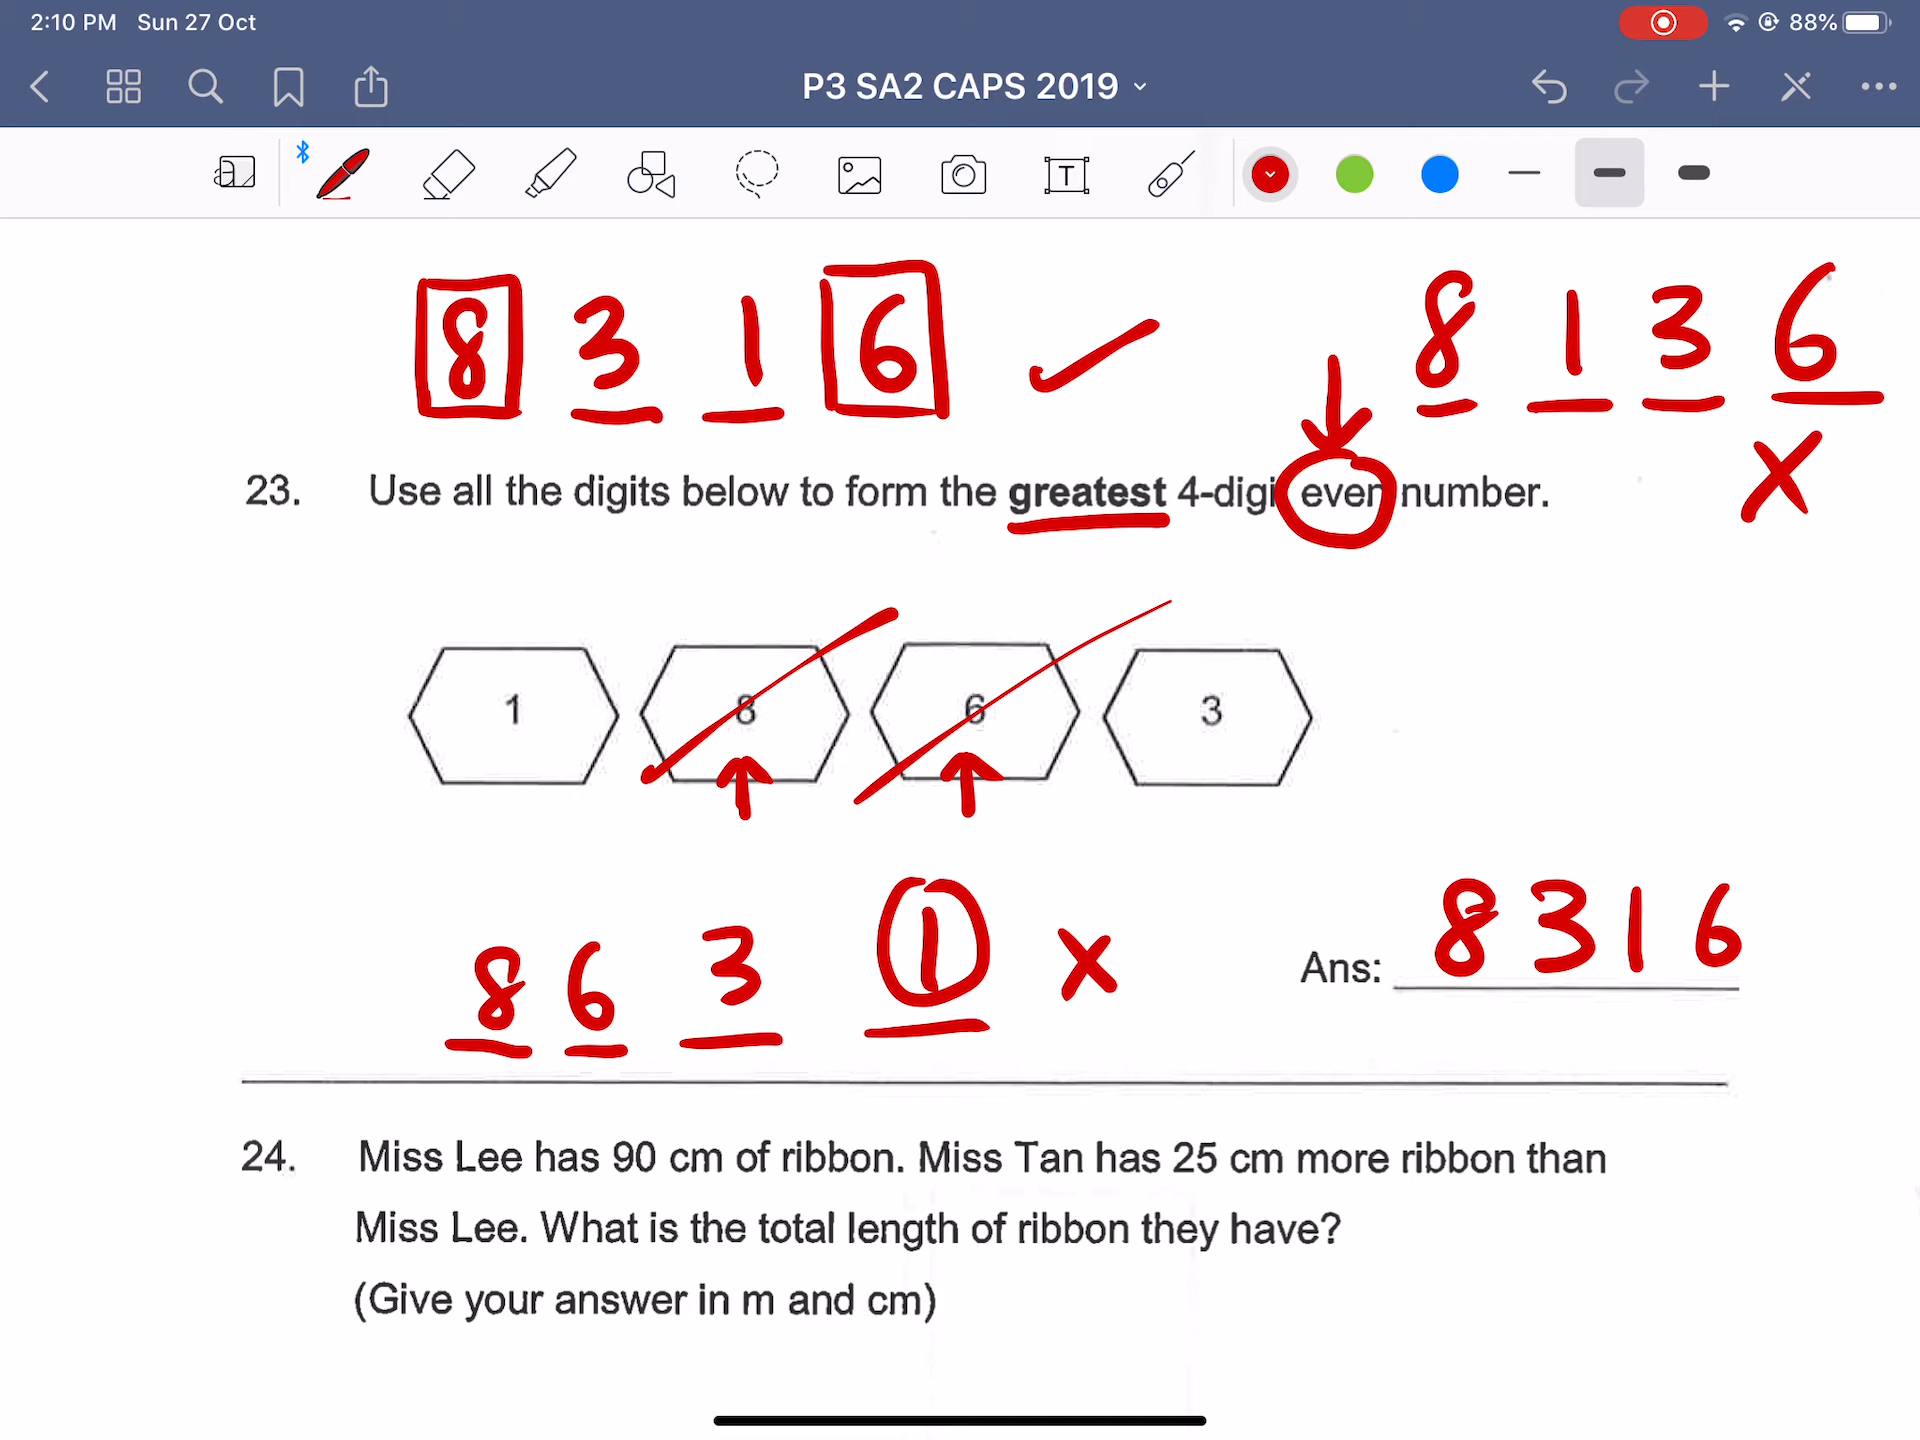 2:10 PM Sun 27 Oct
88%
P3 SA2 CAPS 2019
T
8 3 1 6
8 1 3 6
23. Use all the digits below to form the greatest 4-digi even number.
1 8 6 3
8 6 3 1
Ans: 8316
24. Miss Lee has 90 cm of ribbon. Miss Tan has 25 cm more ribbon than
Miss Lee. What is the total length of ribbon they have?
(Give your answer in m and cm)